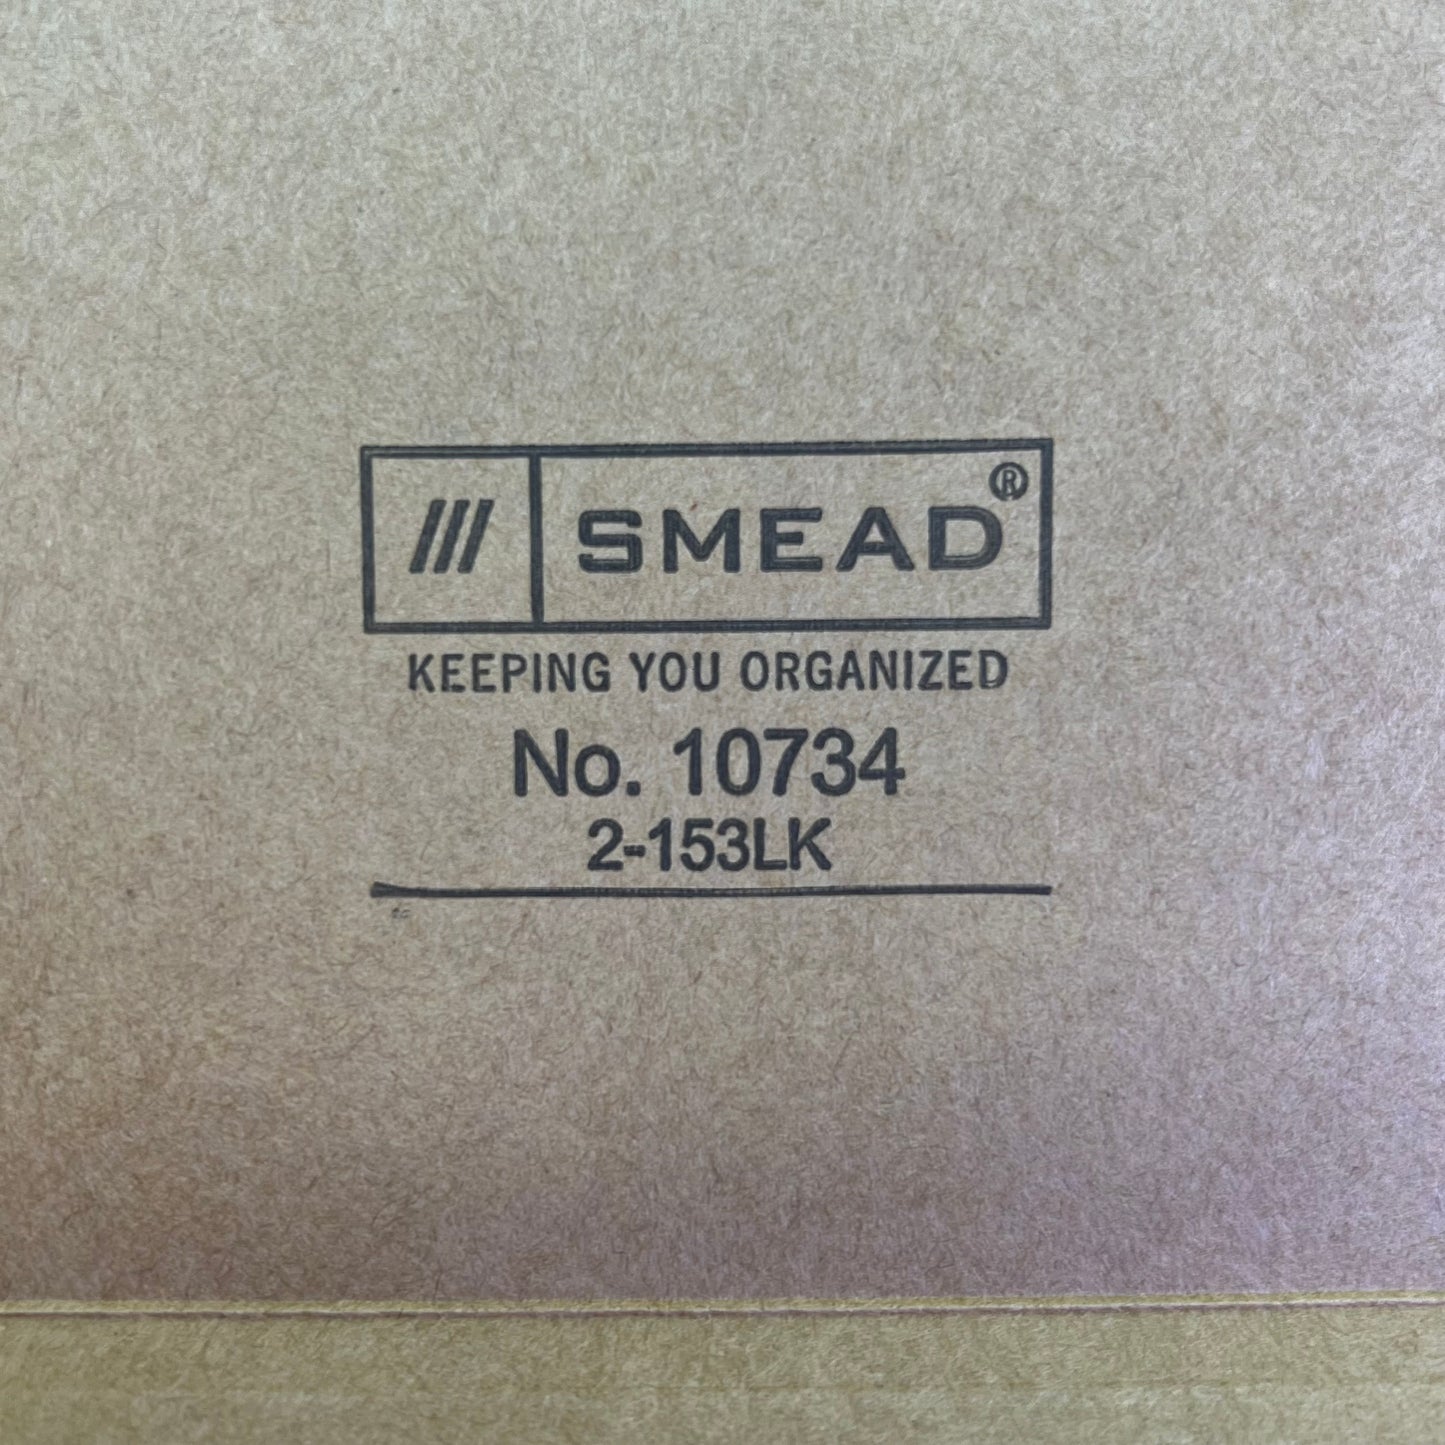 /// SMEAD®
KEEPING YOU ORGANIZED
No. 10734
2-153LK